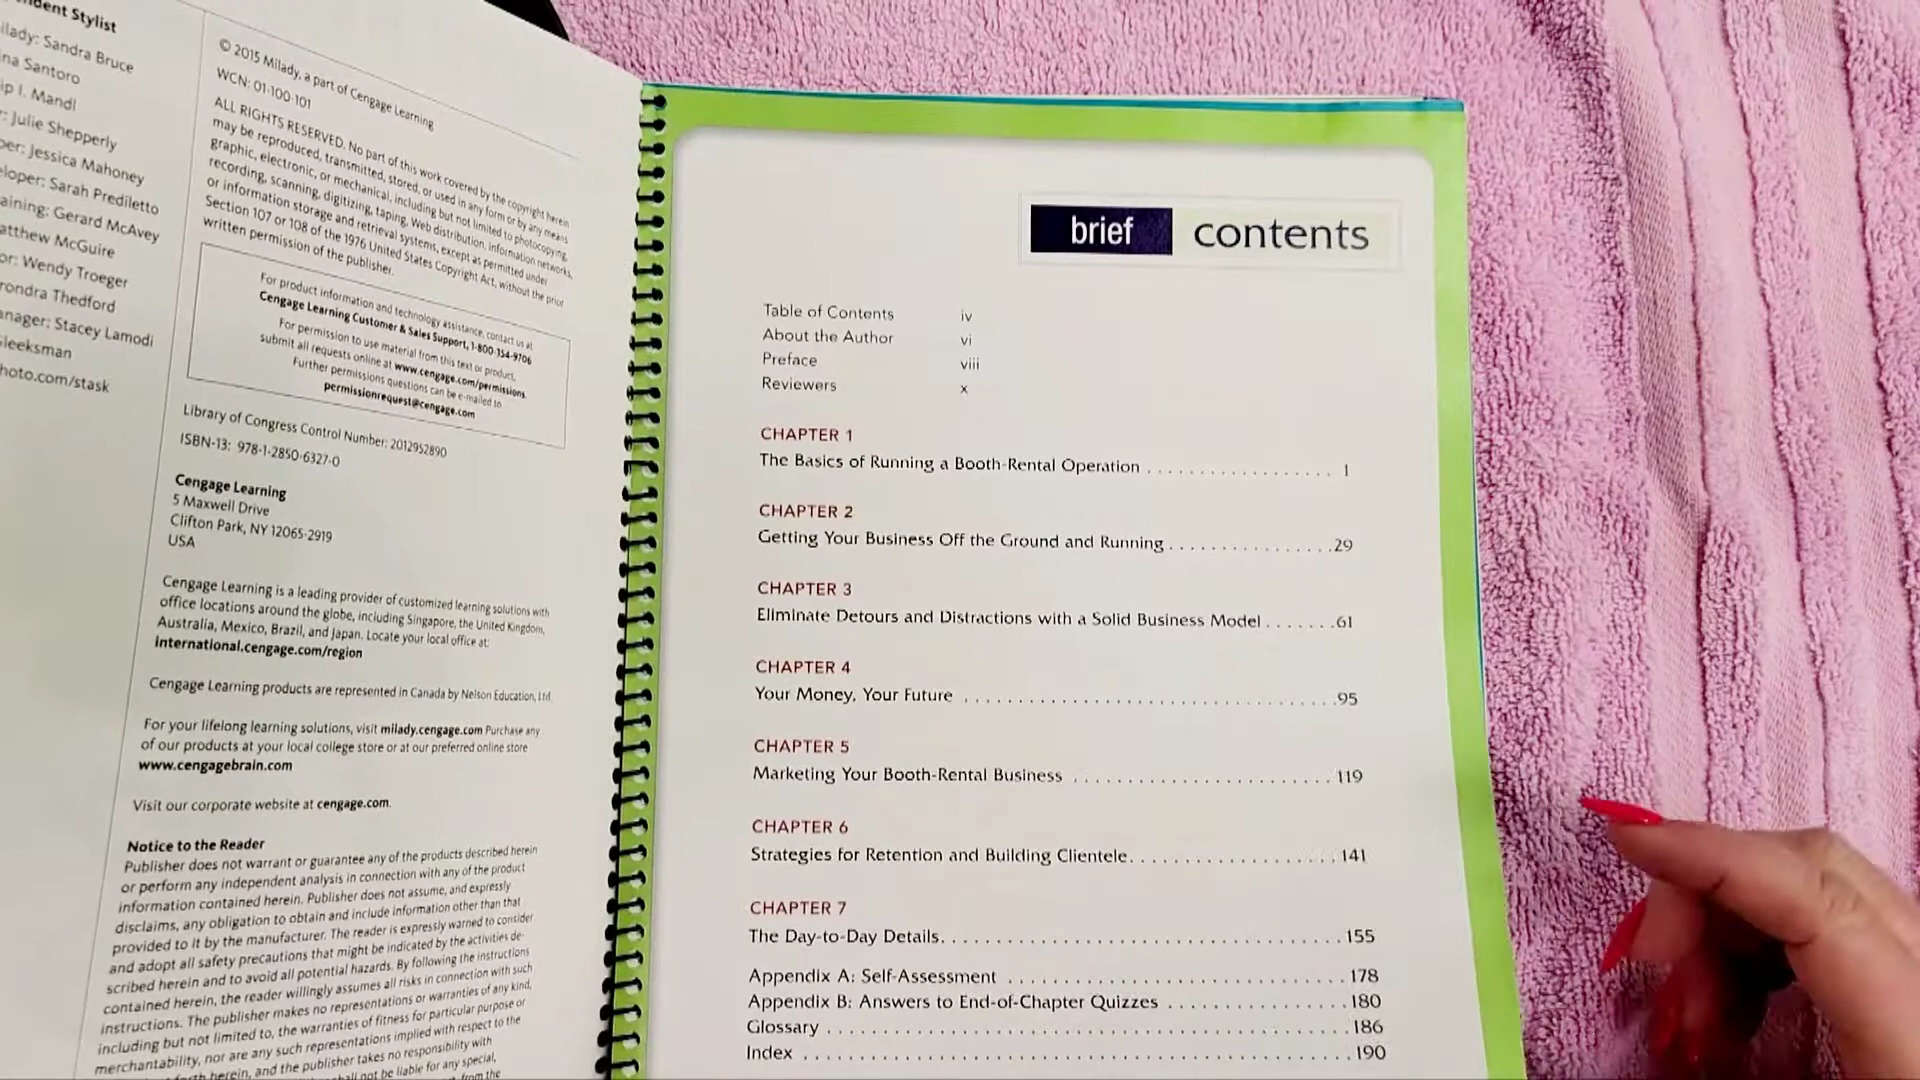 dent Stylist
ilady: Sandra Bruce
ina Santoro
ip I. Mandl
r: Julie Shepperly
per: Jessica Mahoney
eloper: Sarah Prediletto
aining: Gerard McAvey
atthew McGuire
or: Wendy Troeger
rondra Thedford
anager: Stacey Lamodi
Gleeksman
hoto.com/stask
© 2015 Milady, a part of Cengage Learning
WCN: 01-100-101
ALL RIGHTS RESERVED. No part of this work covered by the copyright herein
may be reproduced, transmitted, stored, or used in any form or by any means
graphic, electronic, or mechanical, including but not limited to photocopying,
recording, scanning, digitizing, taping, Web distribution, information networks,
or information storage and retrieval systems, except as permitted under
Section 107 or 108 of the 1976 United States Copyright Act, without the prior
written permission of the publisher.
For product information and technology assistance, contact us at
Cengage Learning Customer & Sales Support, 1-800-354-9706
For permission to use material from this text or product,
submit all requests online at www.cengage.com/permissions.
Further permissions questions can be e-mailed to
permissionrequest@cengage.com
Library of Congress Control Number: 2012952890
ISBN-13: 978-1-2850-6327-0
Cengage Learning
5 Maxwell Drive
Clifton Park, NY 12065-2919
USA
Cengage Learning is a leading provider of customized learning solutions with
office locations around the globe, including Singapore, the United Kingdom,
Australia, Mexico, Brazil, and Japan. Locate your local office at:
International.cengage.com/region
Cengage Learning products are represented in Canada by Nelson Education, Ltd.
For your lifelong learning solutions, visit milady.cengage.com Purchase any
of our products at your local college store or at our preferred online store
www.cengagebrain.com
Visit our corporate website at cengage.com.
Notice to the Reader
Publisher does not warrant or guarantee any of the products described herein
or perform any independent analysis in connection with any of the product
information contained herein. Publisher does not assume, and expressly
disclaims, any obligation to obtain and include information other than that
provided to it by the manufacturer. The reader is expressly warned to consider
and adopt all safety precautions that might be indicated by the activities de-
scribed herein and to avoid all potential hazards. By following the instructions
contained herein, the reader willingly assumes all risks in connection with such
instructions. The publisher makes no representations or warranties of any kind,
including but not limited to, the warranties of fitness for particular purpose or
merchantability, nor are any such representations implied with respect to the
forth herein, and the publisher takes no responsibility with
shall not be liable for any special,
from the
brief contents
Table of Contents iv
About the Author vi
Preface viii
Reviewers x
CHAPTER 1
The Basics of Running a Booth-Rental Operation . . . . . . . . . . . . . . . . 1
CHAPTER 2
Getting Your Business Off the Ground and Running . . . . . . . . . . . . . . 29
CHAPTER 3
Eliminate Detours and Distractions with a Solid Business Model . . . . . . . 61
CHAPTER 4
Your Money, Your Future . . . . . . . . . . . . . . . . . . . . . . . . . . . . . . 95
CHAPTER 5
Marketing Your Booth-Rental Business . . . . . . . . . . . . . . . . . . . . . 119
CHAPTER 6
Strategies for Retention and Building Clientele. . . . . . . . . . . . . . . . . 141
CHAPTER 7
The Day-to-Day Details. . . . . . . . . . . . . . . . . . . . . . . . . . . . . . . 155
Appendix A: Self-Assessment . . . . . . . . . . . . . . . . . . . . . . . . . . 178
Appendix B: Answers to End-of-Chapter Quizzes . . . . . . . . . . . . . . 180
Glossary . . . . . . . . . . . . . . . . . . . . . . . . . . . . . . . . . . . . . . . . 186
Index . . . . . . . . . . . . . . . . . . . . . . . . . . . . . . . . . . . . . . . . . . 190